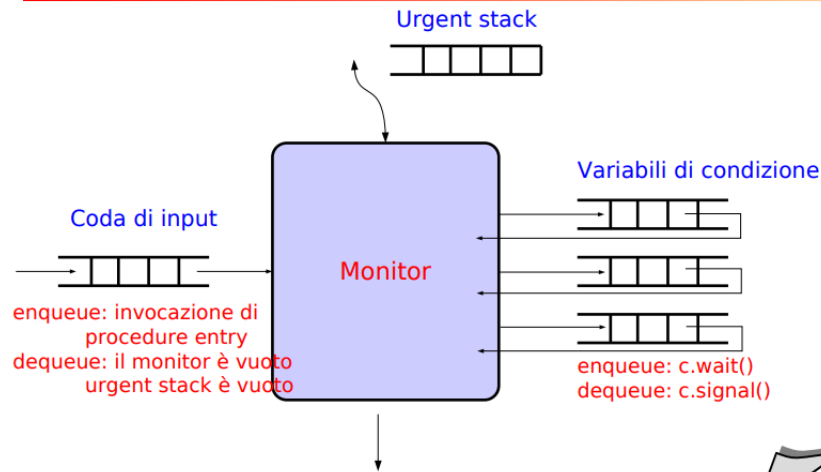 Urgent stack
Variabili di condizione
Coda di input
Monitor
enqueue: invocazione di
procedure entry
dequeue: il monitor è vuoto
urgent stack è vuoto
enqueue: c.wait()
dequeue: c.signal()